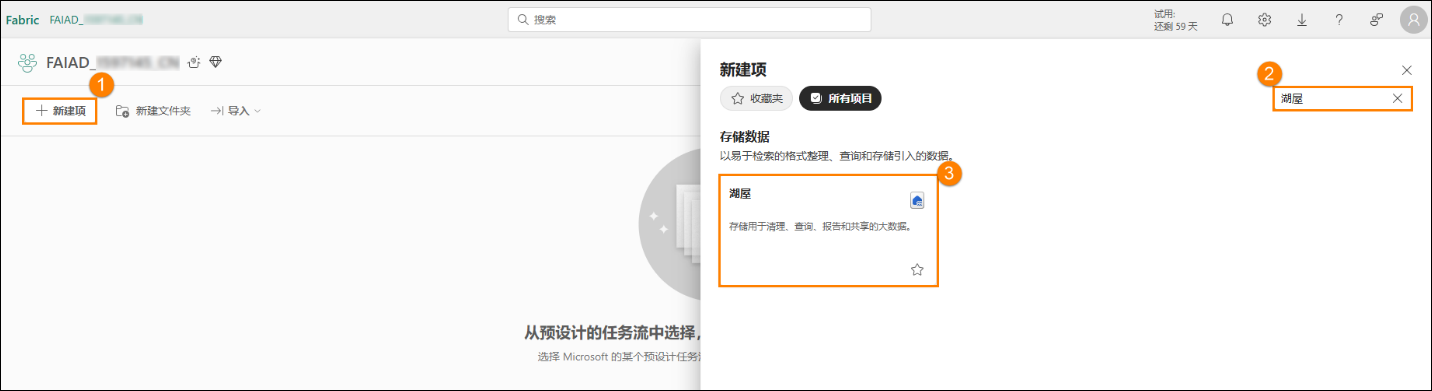 Fabric FAIAD_
搜索
试用:
还剩 59 天
FAIAD_
1
新建项
新建文件夹
导入
从预设计的任务流中选择，
选择 Microsoft 的某个预设计任务
新建项
收藏夹
所有项目
2
湖屋
存储数据
以易于检索的格式整理、查询和存储引入的数据。
3
湖屋
存储用于清理、查询、报告和共享的大数据。